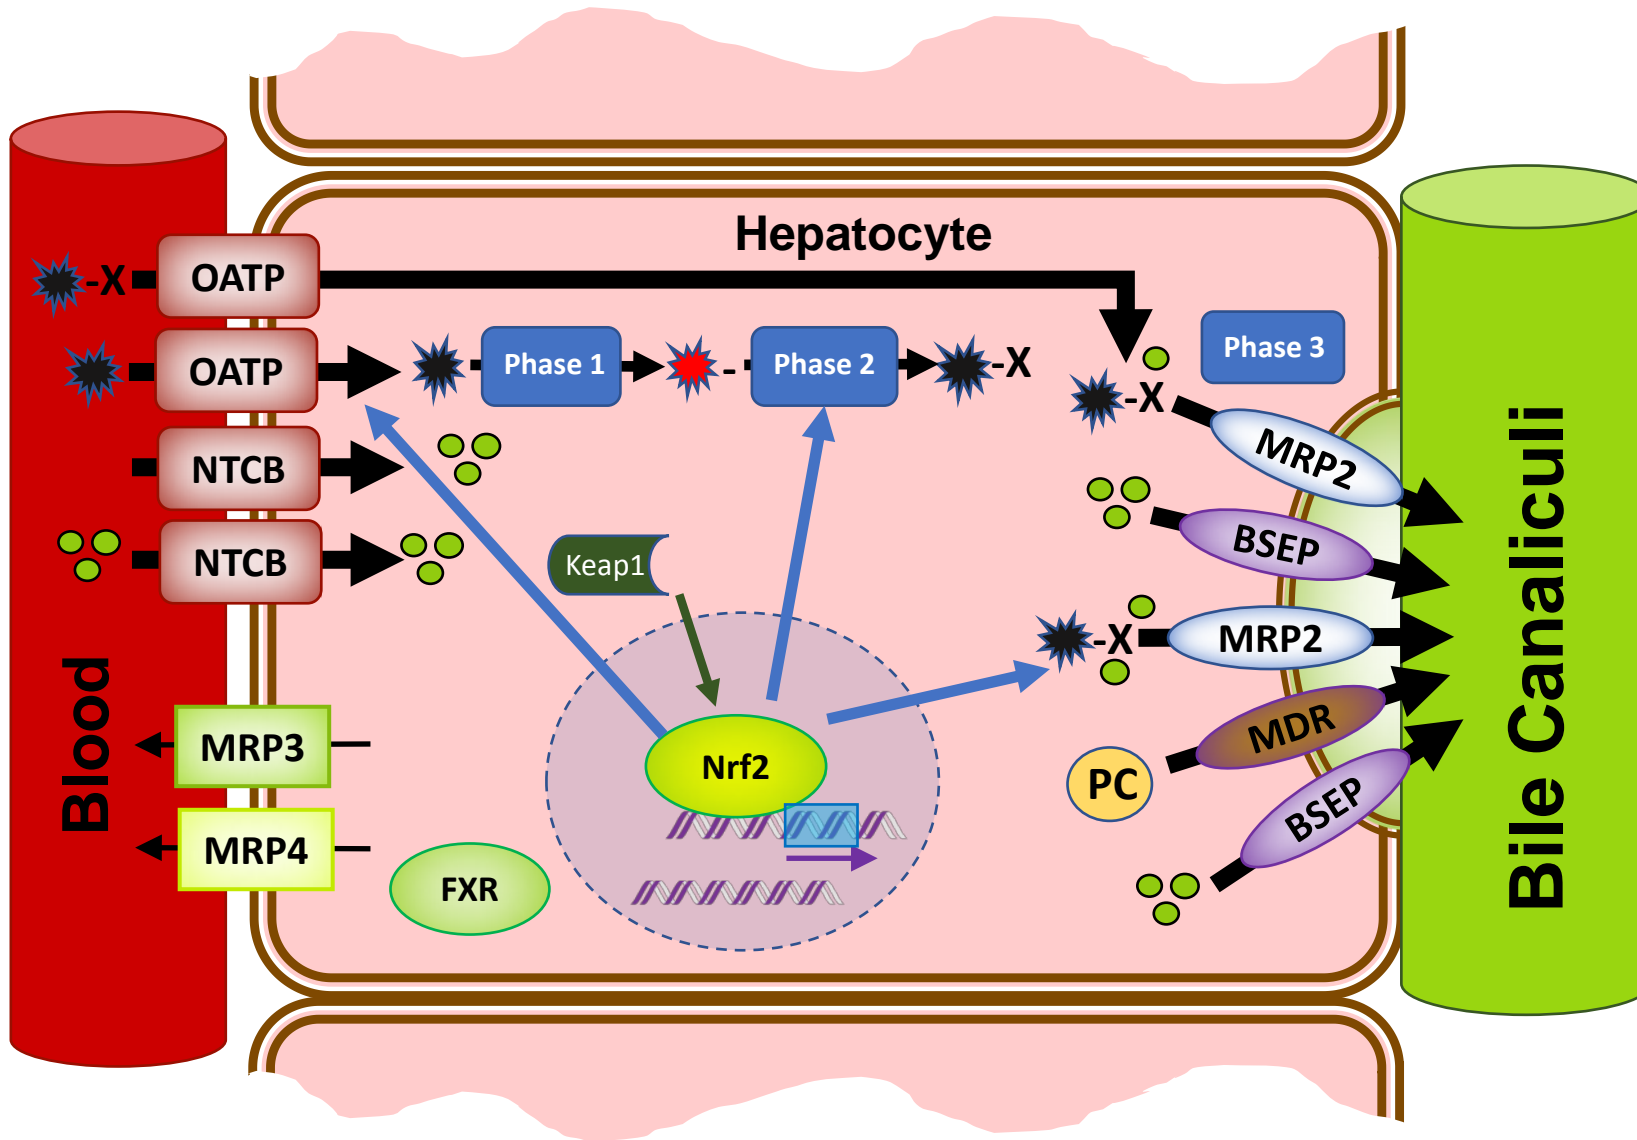 Hepatocyte
-X
OATP
OATP
Phase 1
-
Phase 2
-X
Phase 3
-X
MRP2
NTCB
BSEP
NTCB
Keap1
-X
MRP2
Blood
MRP3
Nrf2
MDR
PC
BSEP
MRP4
FXR
Bile Canaliculi